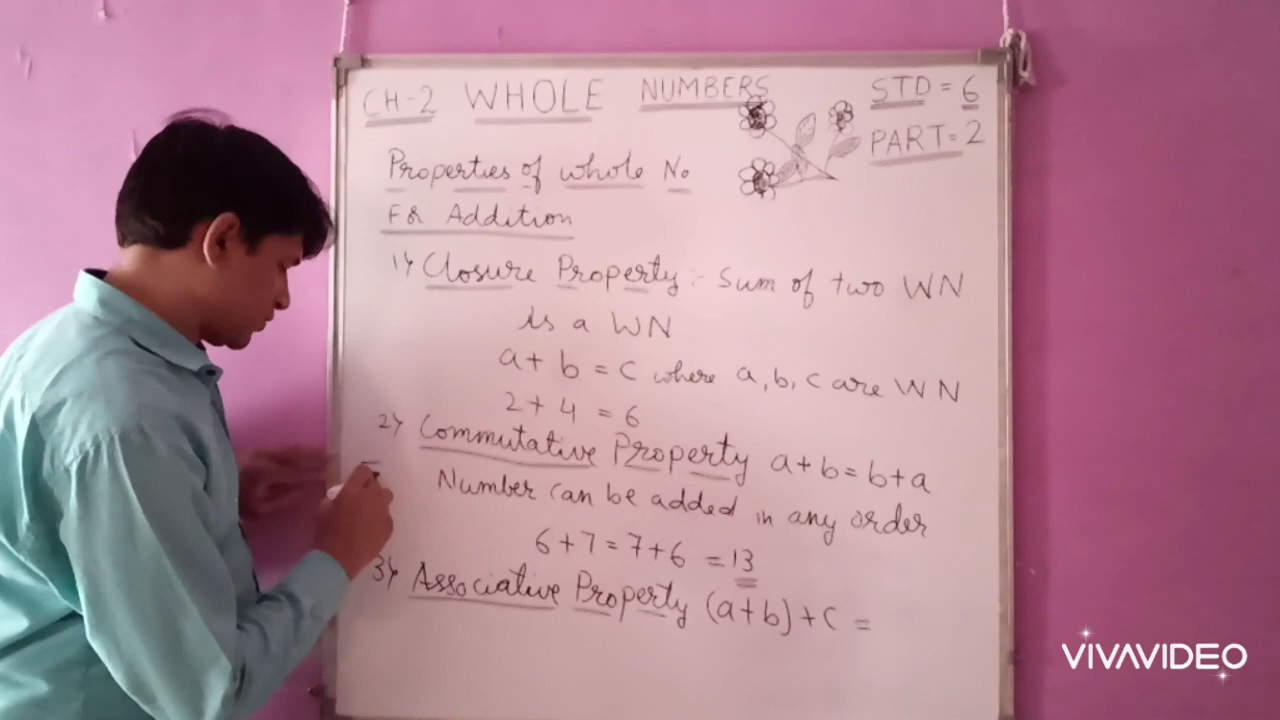 CH-2 WHOLE NUMBERS
STD = 6
PART = 2
Properties of whole No
For Addition
1) Closure Property :- Sum of two WN
is a WN
a + b = c where a, b, c are WN
2 + 4 = 6
2) Commutative Property a+b = b+a
Number can be added in any order
6+7 = 7+6 = 13
3) Associative Property (a+b)+c =
VIVAVIDEO